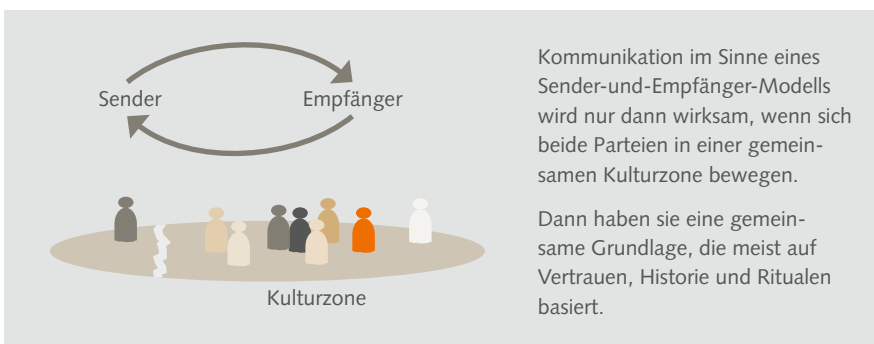 Sender
Empfänger
Kulturzone
Kommunikation im Sinne eines
Sender-und-Empfänger-Modells
wird nur dann wirksam, wenn sich
beide Parteien in einer gemein-
samen Kulturzone bewegen.
Dann haben sie eine gemein-
same Grundlage, die meist auf
Vertrauen, Historie und Ritualen
basiert.